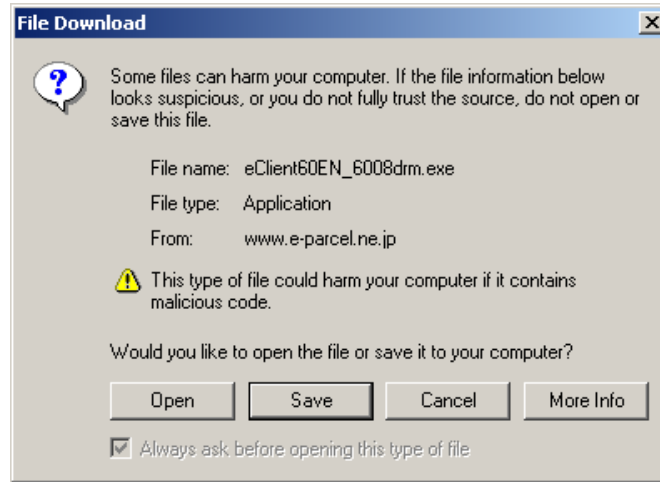 File Download
Some files can harm your computer. If the file information below
looks suspicious, or you do not fully trust the source, do not open or
save this file.
File name: eClient60EN_6008drm.exe
File type: Application
From: www.e-parcel.ne.jp
This type of file could harm your computer if it contains
malicious code.
Would you like to open the file or save it to your computer?
Open Save Cancel More Info
Always ask before opening this type of file